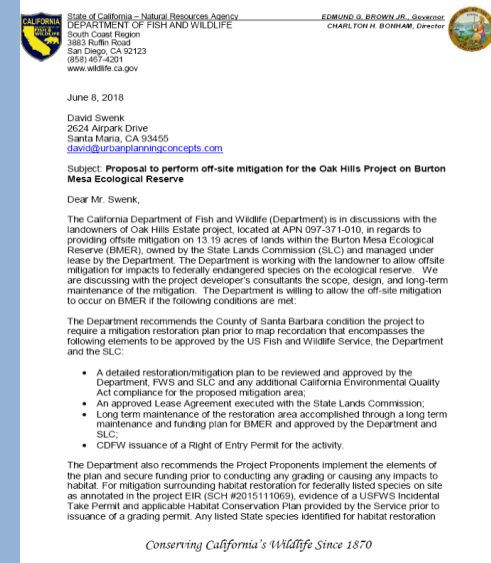 CALIFORNIA
FISH &
WILDLIFE
State of California – Natural Resources Agency
DEPARTMENT OF FISH AND WILDLIFE
South Coast Region
3883 Ruffin Road
San Diego, CA 92123
(858) 467-4201
www.wildlife.ca.gov
EDMUND G. BROWN JR., Governor
CHARLTON H. BONHAM, Director
June 8, 2018
David Swenk
2624 Airpark Drive
Santa Maria, CA 93455
david@urbanplanningconcepts.com
Subject: Proposal to perform off-site mitigation for the Oak Hills Project on Burton
Mesa Ecological Reserve
Dear Mr. Swenk,
The California Department of Fish and Wildlife (Department) is in discussions with the
landowners of Oak Hills Estate project, located at APN 097-371-010, in regards to
providing offsite mitigation on 13.19 acres of lands within the Burton Mesa Ecological
Reserve (BMER), owned by the State Lands Commission (SLC) and managed under
lease by the Department. The Department is working with the landowner to allow offsite
mitigation for impacts to federally endangered species on the ecological reserve. We
are discussing with the project developer's consultants the scope, design, and long-term
maintenance of the mitigation. The Department is willing to allow the off-site mitigation
to occur on BMER if the following conditions are met:
The Department recommends the County of Santa Barbara condition the project to
require a mitigation restoration plan prior to map recordation that encompasses the
following elements to be approved by the US Fish and Wildlife Service, the Department
and the SLC:
• A detailed restoration/mitigation plan to be reviewed and approved by the
Department, FWS and SLC and any additional California Environmental Quality
Act compliance for the proposed mitigation area;
• An approved Lease Agreement executed with the State Lands Commission;
• Long term maintenance of the restoration area accomplished through a long term
maintenance and funding plan for BMER and approved by the Department and
SLC;
• CDFW issuance of a Right of Entry Permit for the activity.
The Department also recommends the Project Proponents implement the elements of
the plan and secure funding prior to conducting any grading or causing any impacts to
habitat. For mitigation surrounding habitat restoration for federally listed species on site
as annotated in the project EIR (SCH #2015111069), evidence of a USFWS Incidental
Take Permit and applicable Habitat Conservation Plan provided by the Service prior to
issuance of a grading permit. Any listed State species identified for habitat restoration
Conserving California's Wildlife Since 1870